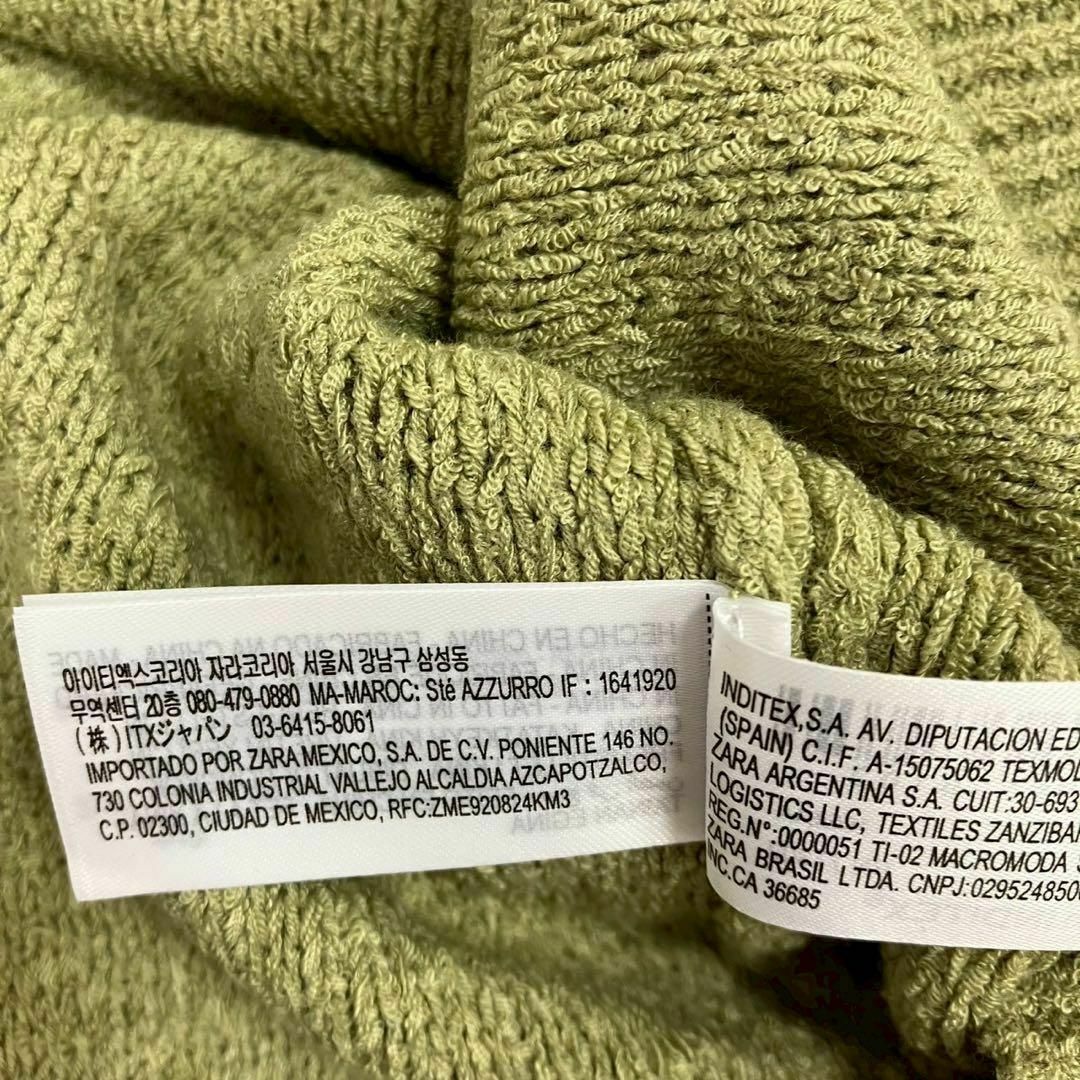 아이티엑스코리아 자라코리아 서울시 강남구 삼성동
무역센터 20층 080-479-0880 MA-MAROC: Sté AZZURRO IF : 1641920
(株) ITXジャパン 03-6415-8061
IMPORTADO POR ZARA MEXICO, S.A. DE C.V. PONIENTE 146 NO.
730 COLONIA INDUSTRIAL VALLEJO ALCALDIA AZCAPOTZALCO,
C.P. 02300, CIUDAD DE MEXICO, RFC:ZME920824KM3
INDITEX,S.A. AV. DIPUTACION
(SPAIN) C.I.F. A-15075062
ZARA ARGENTINA S.A. CUIT:30-693
LOGISTICS LLC, TEXTILES
REG.Nº:0000051 TI-02 MACROMODA
ZARA BRASIL LTDA. CNPJ:029524850
INC.CA 36685